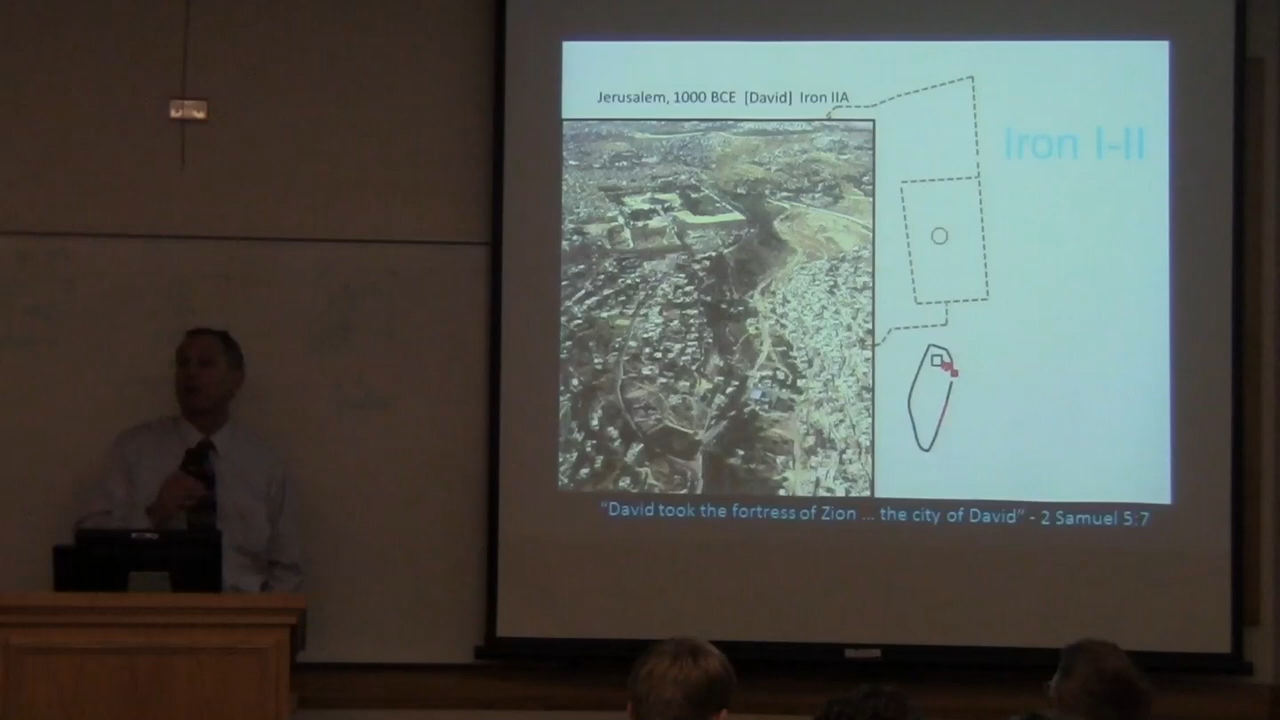 Jerusalem, 1000 BCE [David] Iron IIA
Iron I-II
"David took the fortress of Zion ... the city of David" - 2 Samuel 5:7